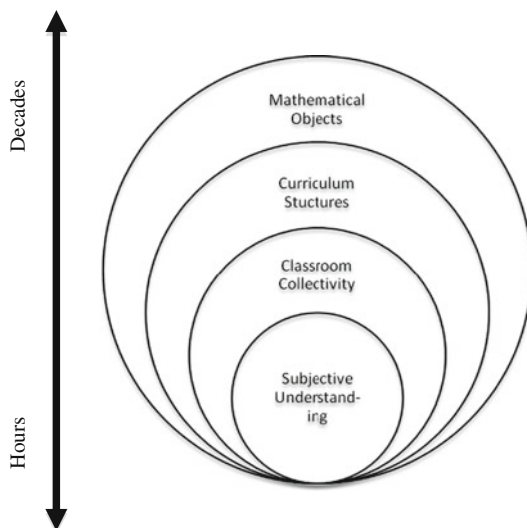 Decades
Hours
Mathematical
Objects
Curriculum
Stuctures
Classroom
Collectivity
Subjective
Understand-
ing